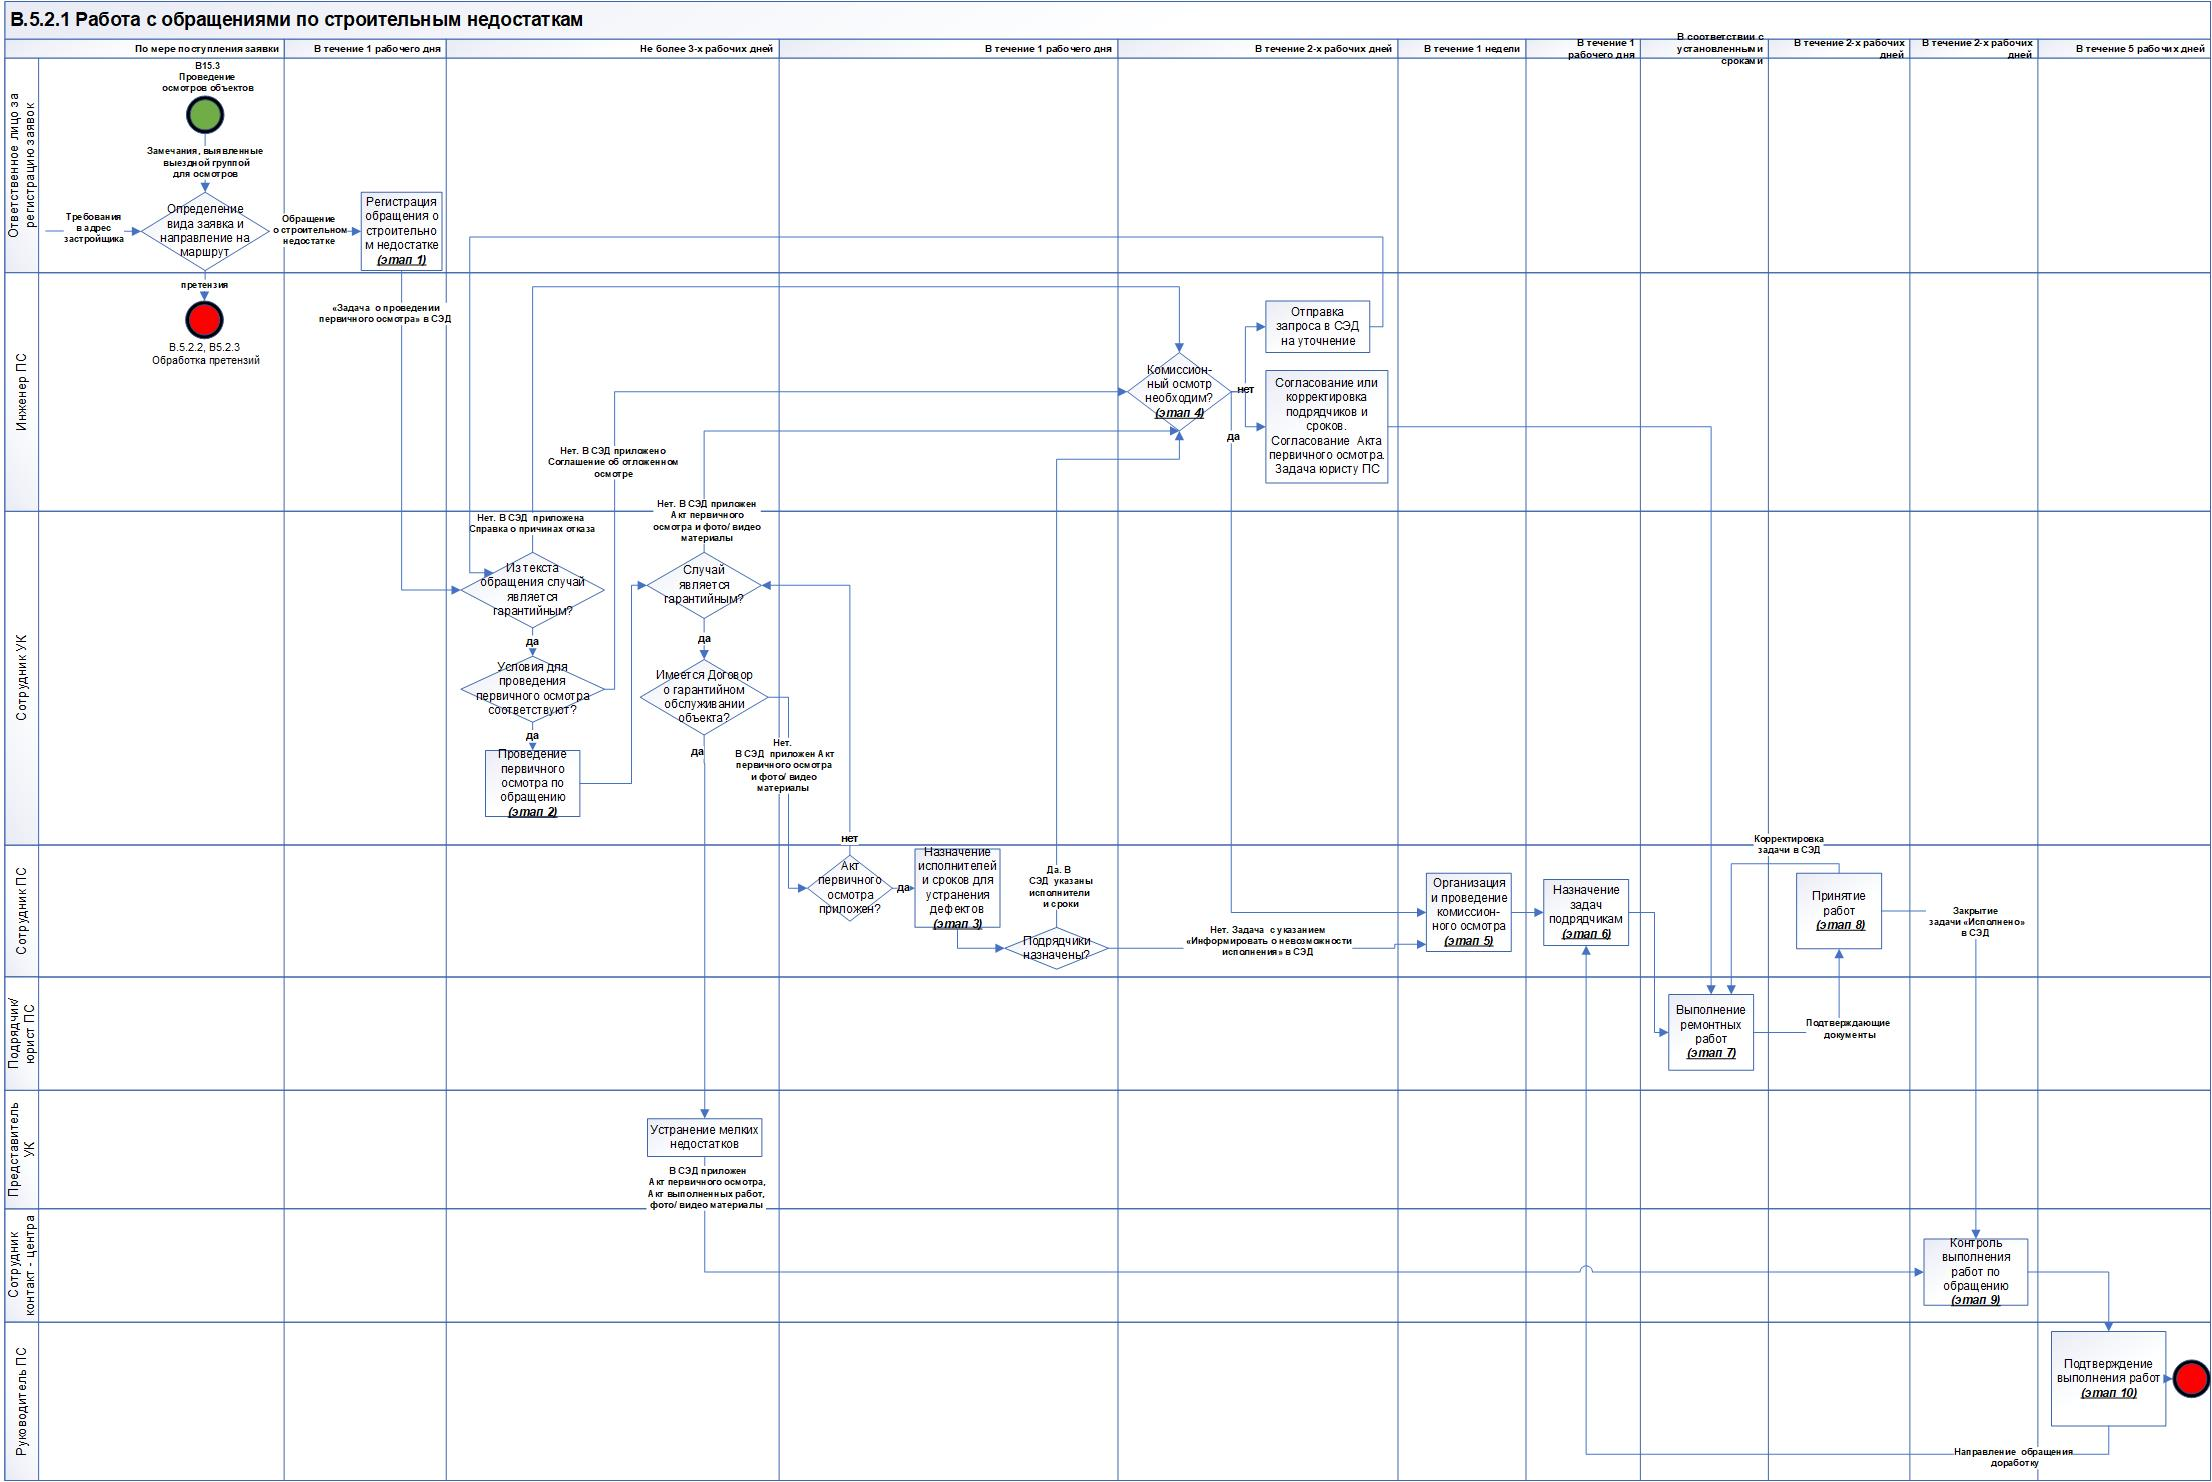 В.5.2.1 Работа с обращениями по строительным недостаткам
По мере поступления заявки
В течение 1 рабочего дня
Не более 3-х рабочих дней
В течение 1 рабочего дня
В течение 2-х рабочих дней
В течение 1 недели
В течение 1
рабочего дня
В соответствии с
установленными
сроками
В течение 2-х рабочих
дней
В течение 2-х рабочих
дней
В течение 5 рабочих дней
Ответственное лицо за
регистрацию заявок
В15.3
Проведение
осмотров объектов
Замечания, выявленные
выездной группой
для осмотров
Требования
в адрес
застройщика
Определение
вида заявка и
направление на
маршрут
Обращение
о строительном
недостатке
Регистрация
обращения о
строительно
м недостатке
(этап 1)
Инженер ПС
претензия
В.5.2.2, В5.2.3
Обработка претензий
«Задача о проведении
первичного осмотра» в СЭД
Отправка
запроса в СЭД
на уточнение
Комиссион-
ный осмотр
необходим?
(этап 4)
нет
да
Согласование или
корректировка
подрядчиков и
сроков.
Согласование Акта
первичного осмотра.
Задача юристу ПС
Нет. В СЭД приложено
Соглашение об отложенном
осмотре
Сотрудник УК
Нет. В СЭД приложена
Справка о причинах отказа
Нет. В СЭД приложен
Акт первичного
осмотра и фото/ видео
материалы
Из текста
обращения случай
является
гарантийным?
Случай
является
гарантийным?
да
да
Условия для
проведения
первичного осмотра
соответствуют?
Имеется Договор
о гарантийном
обслуживании
объекта?
да
да
Нет.
В СЭД приложен Акт
первичного осмотра
и фото/ видео
материалы
Проведение
первичного
осмотра по
обращению
(этап 2)
нет
Сотрудник ПС
Акт
первичного
осмотра
приложен?
да
Назначение
исполнителей
и сроков для
устранения
дефектов
(этап 3)
Да. В
СЭД указаны
исполнители
и сроки
Подрядчики
назначены?
Нет. Задача с указанием
«Информировать о невозможности
исполнения» в СЭД
Организация
и проведение
комиссион-
ного осмотра
(этап 5)
Назначение
задач
подрядчикам
(этап 6)
Корректировка
задачи в СЭД
Принятие
работ
(этап 8)
Закрытие
задачи «Исполнено»
в СЭД
Подрядчик/
юрист ПС
Выполнение
ремонтных
работ
(этап 7)
Подтверждающие
документы
Представитель
УК
Устранение мелких
недостатков
В СЭД приложен
Акт первичного осмотра,
Акт выполненных работ,
фото/ видео материалы
Сотрудник
контакт - центра
Контроль
выполнения
работ по
обращению
(этап 9)
Руководитель ПС
Подтверждение
выполнения работ
(этап 10)
Направление обращения
доработку